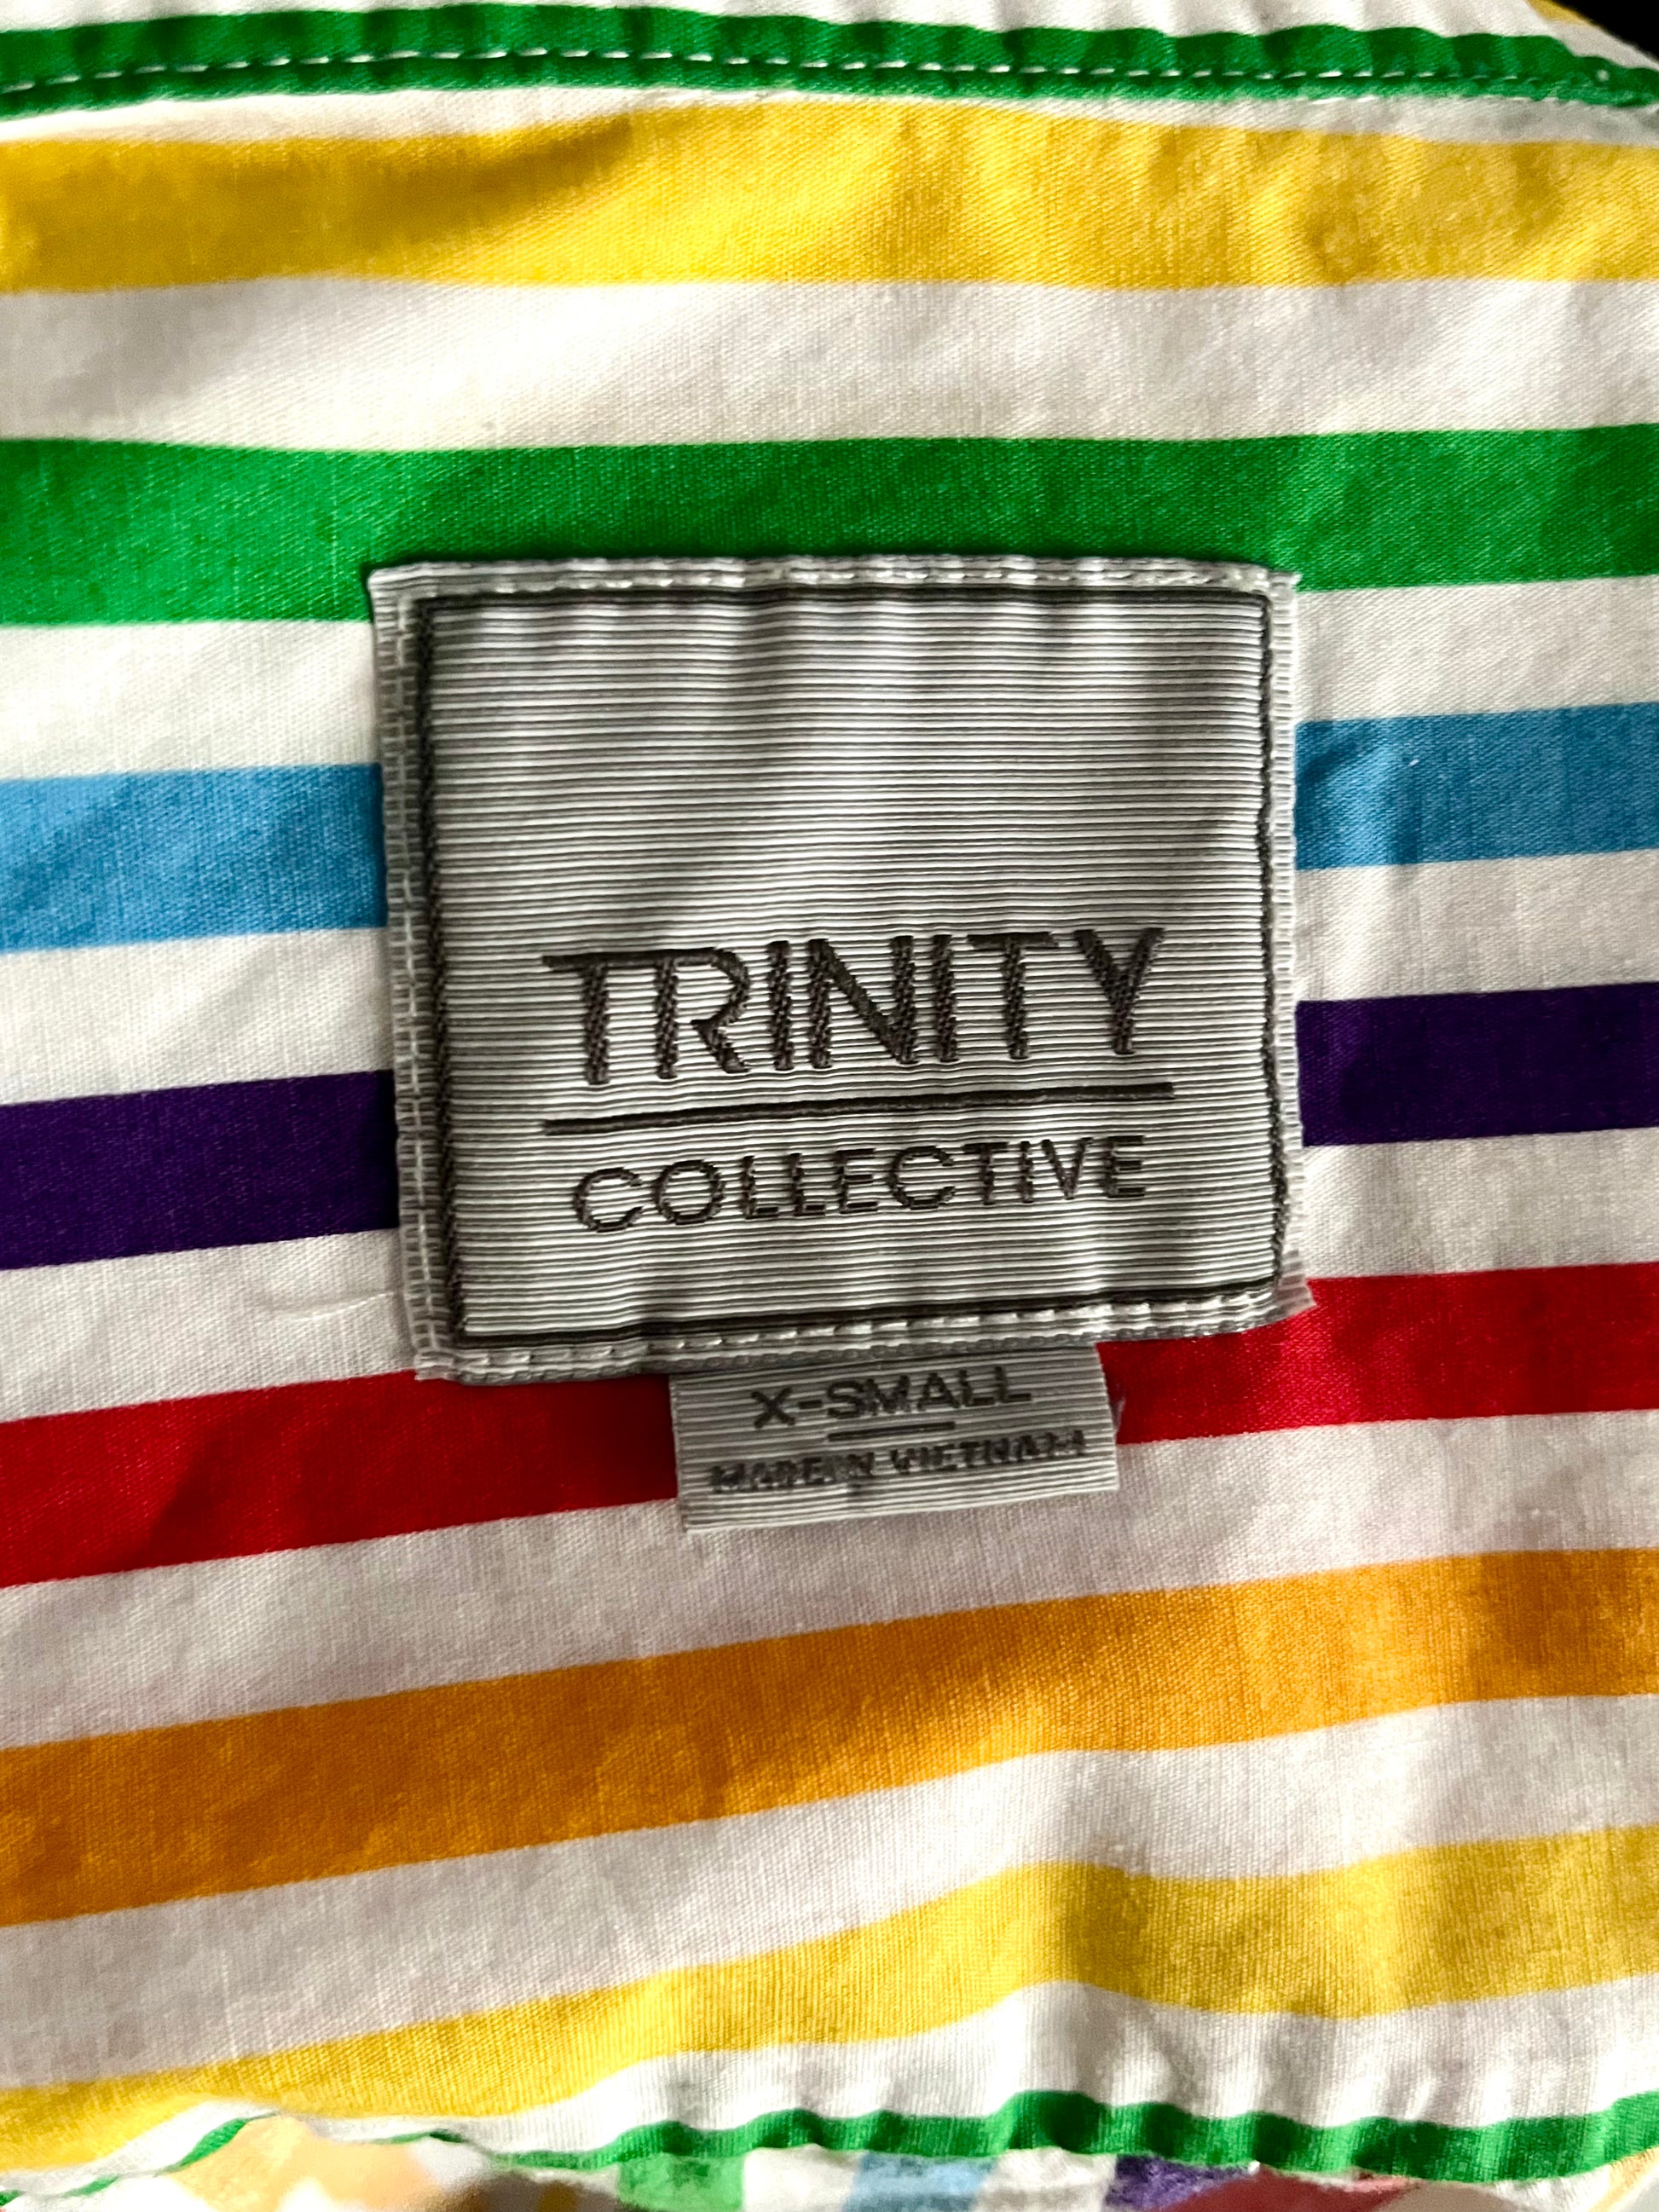 TRINITY
COLLECTIVE
X-SMALL
MADE IN VIETNAM